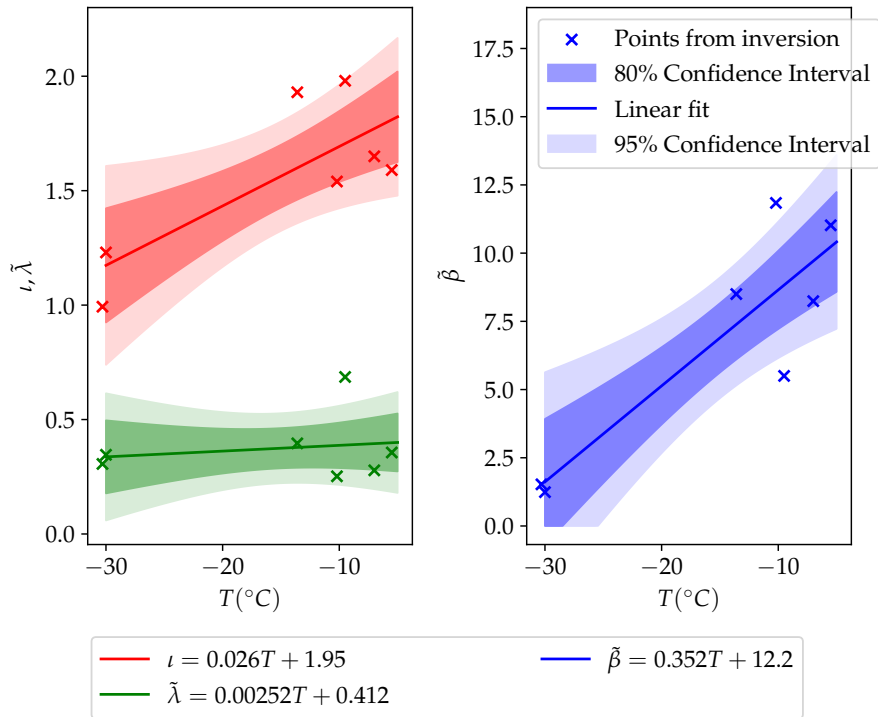 2.0
1.5
1.0
0.5
0.0
ι, λ̃
−30
−20
−10
T(°C)
17.5
15.0
12.5
10.0
7.5
5.0
2.5
0.0
β̃
−30
−20
−10
T(°C)
Points from inversion
80% Confidence Interval
Linear fit
95% Confidence Interval
ι = 0.026T + 1.95
λ̃ = 0.00252T + 0.412
β̃ = 0.352T + 12.2